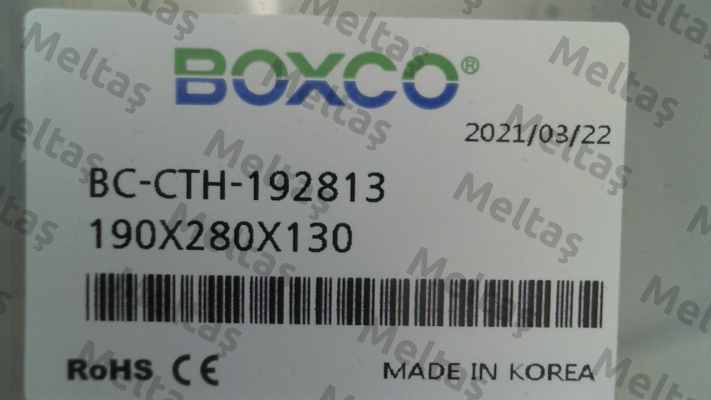 BOXCO®
2021/03/22
BC-CTH-192813
190X280X130
RoHS CE
MADE IN KOREA
Meltaş